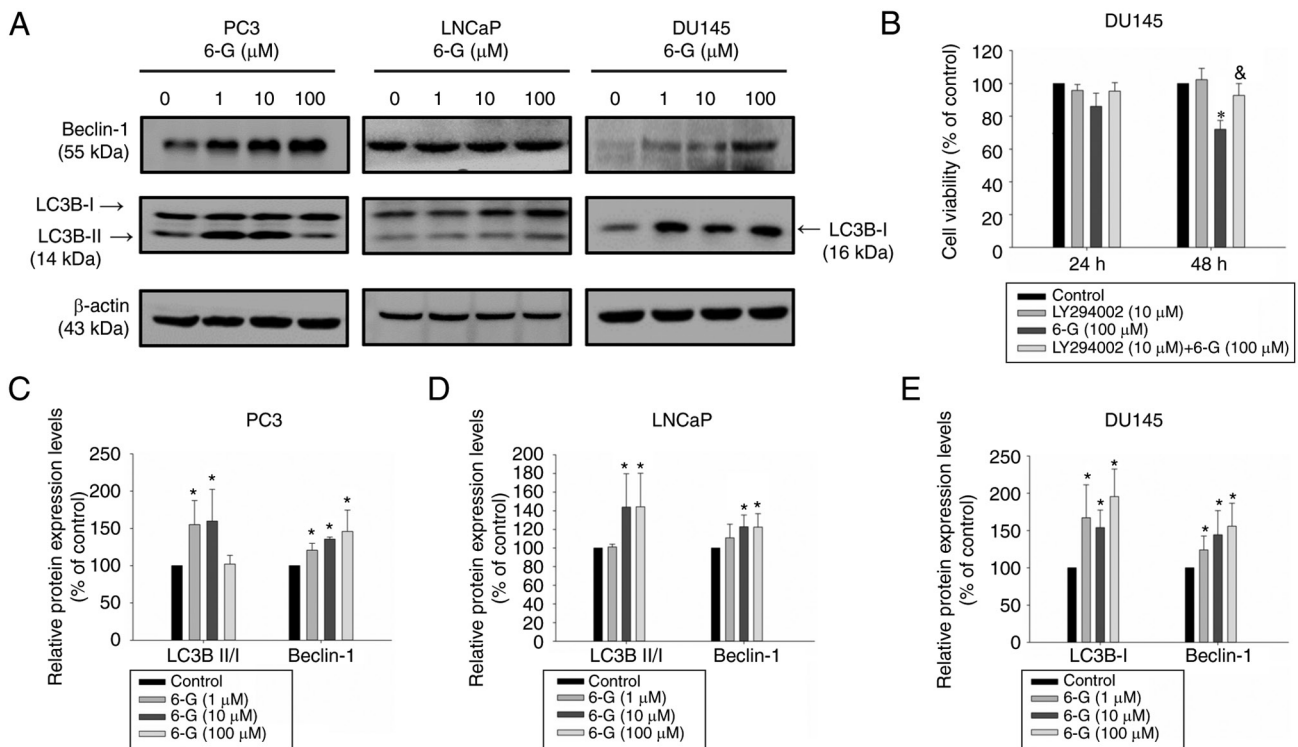 A
PC3
6-G (μM)
LNCaP
6-G (μM)
DU145
6-G (μM)
0 1 10 100
0 1 10 100
0 1 10 100
Beclin-1
(55 kDa)
LC3B-I →
LC3B-II →
(14 kDa)
← LC3B-I
(16 kDa)
β-actin
(43 kDa)
B
DU145
Cell viability (% of control)
120
100
80
60
40
20
0
*
&
24 h
48 h
Control
LY294002 (10 μM)
6-G (100 μM)
LY294002 (10 μM)+6-G (100 μM)
C
PC3
Relative protein expression levels
(% of control)
250
200
150
100
50
0
* *
* * *
LC3B II/I
Beclin-1
Control
6-G (1 μM)
6-G (10 μM)
6-G (100 μM)
D
LNCaP
Relative protein expression levels
(% of control)
200
180
160
140
120
100
80
60
40
20
0
* *
* *
LC3B II/I
Beclin-1
Control
6-G (1 μM)
6-G (10 μM)
6-G (100 μM)
E
DU145
Relative protein expression levels
(% of control)
250
200
150
100
50
0
* * *
* * *
LC3B-I
Beclin-1
Control
6-G (1 μM)
6-G (10 μM)
6-G (100 μM)